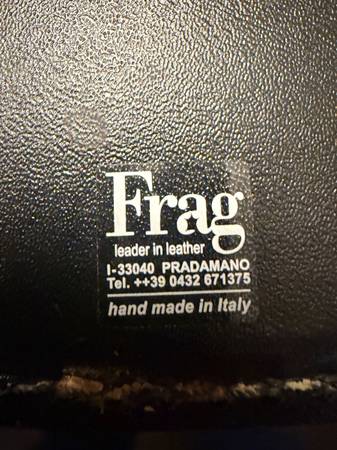 Frag
leader in leather
I-33040 PRADAMANO
Tel. ++39 0432 671375
hand made in Italy